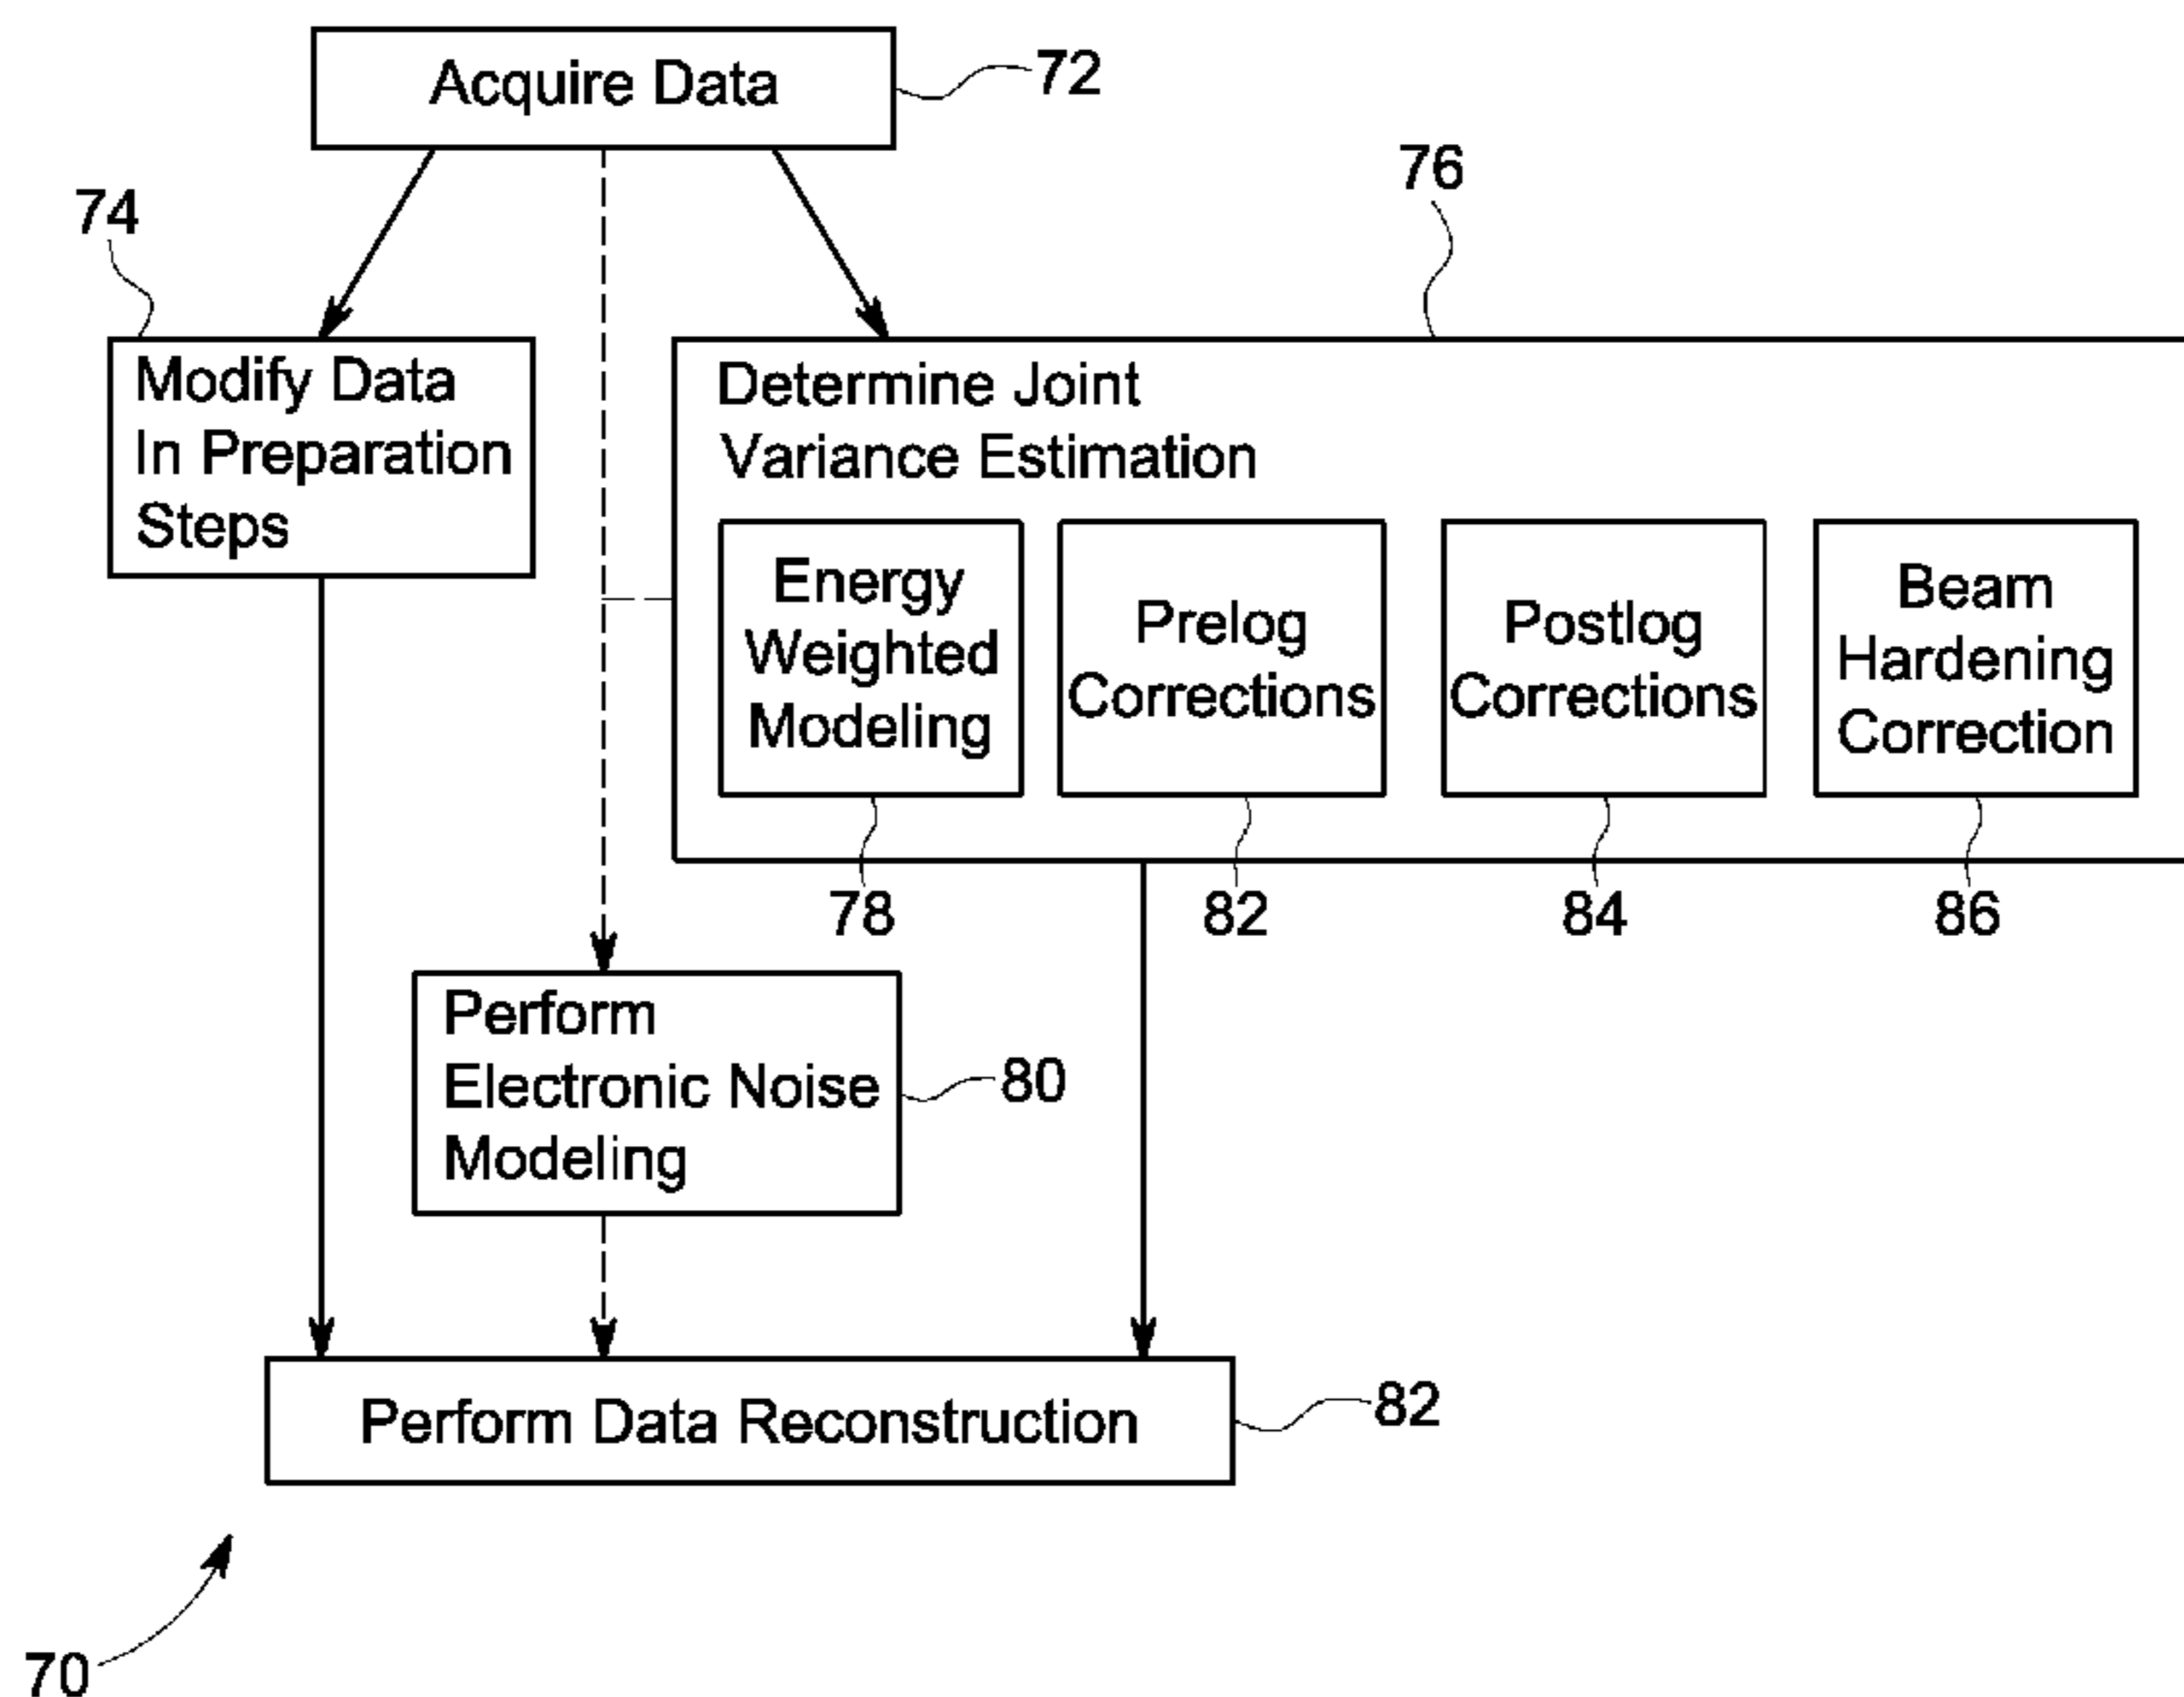 Acquire Data
72
76
74
Modify Data
In Preparation
Steps
Determine Joint
Variance Estimation
Energy
Weighted
Modeling
Prelog
Corrections
Postlog
Corrections
Beam
Hardening
Correction
78
82
84
86
Perform
Electronic Noise
Modeling
80
Perform Data Reconstruction
82
70